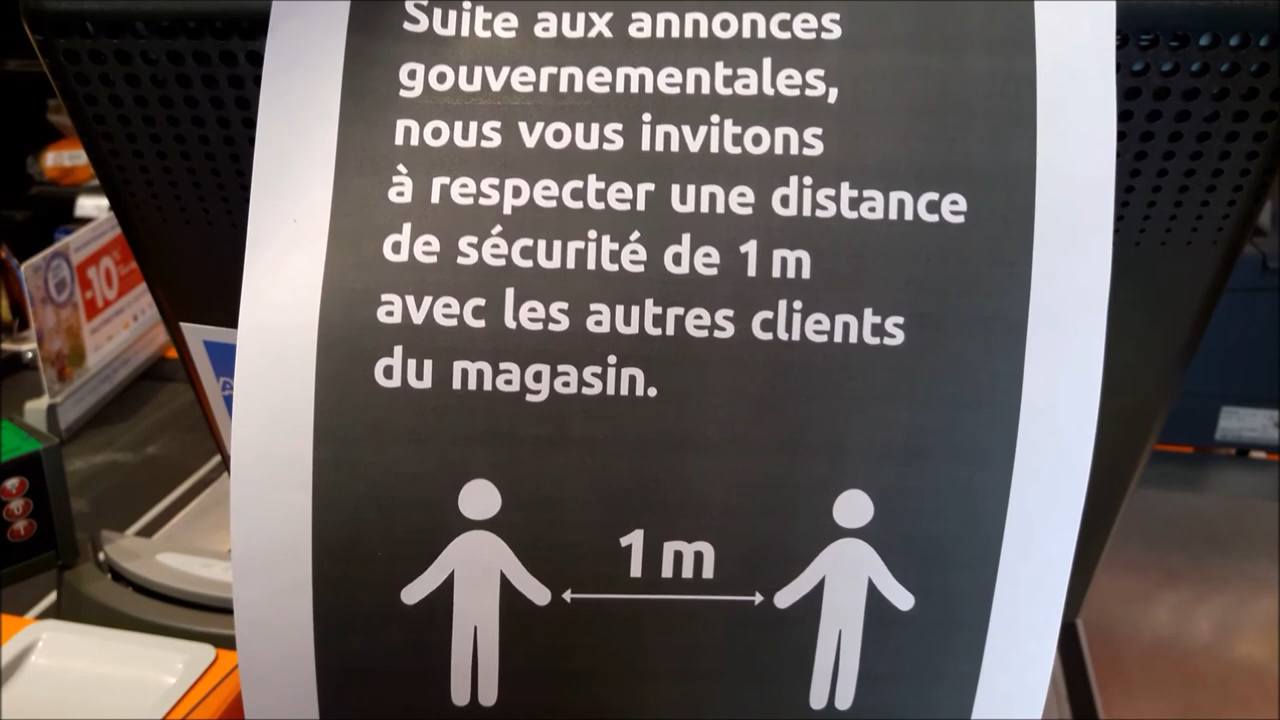 Suite aux annonces
gouvernementales,
nous vous invitons
à respecter une distance
de sécurité de 1 m
avec les autres clients
du magasin.
1 m
-10